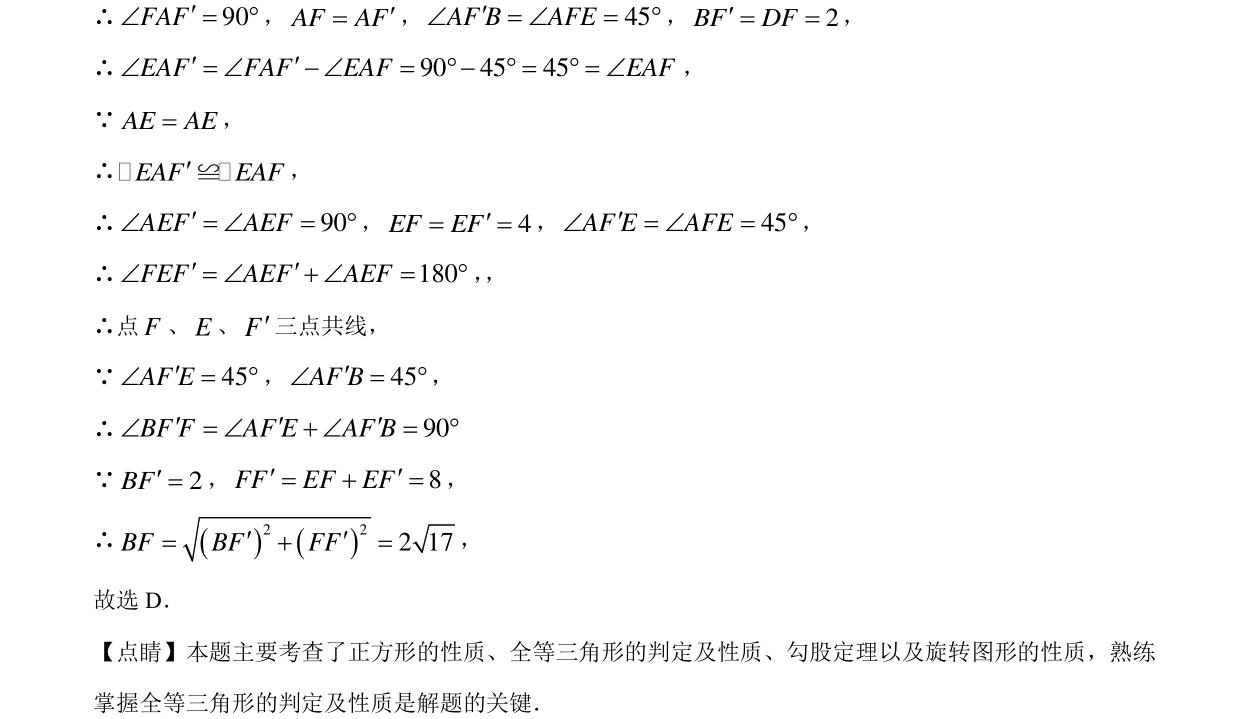 ∴∠FAF′=90°，AF=AF′，∠AF′B=∠AFE=45°，BF′=DF=2，
∴∠EAF′=∠FAF′−∠EAF=90°−45°=45°=∠EAF，
∵AE=AE，
∴□EAF′≌□EAF，
∴∠AEF′=∠AEF=90°，EF=EF′=4，∠AF′E=∠AFE=45°，
∴∠FEF′=∠AEF′+∠AEF=180°，，
∴点F、E、F′三点共线，
∵∠AF′E=45°，∠AF′B=45°，
∴∠BF′F=∠AF′E+∠AF′B=90°
∵BF′=2，FF′=EF+EF′=8，
∴BF=√((BF′)²+(FF′)²)=2√17，
故选 D．
【点睛】本题主要考查了正方形的性质、全等三角形的判定及性质、勾股定理以及旋转图形的性质，熟练
掌握全等三角形的判定及性质是解题的关键．